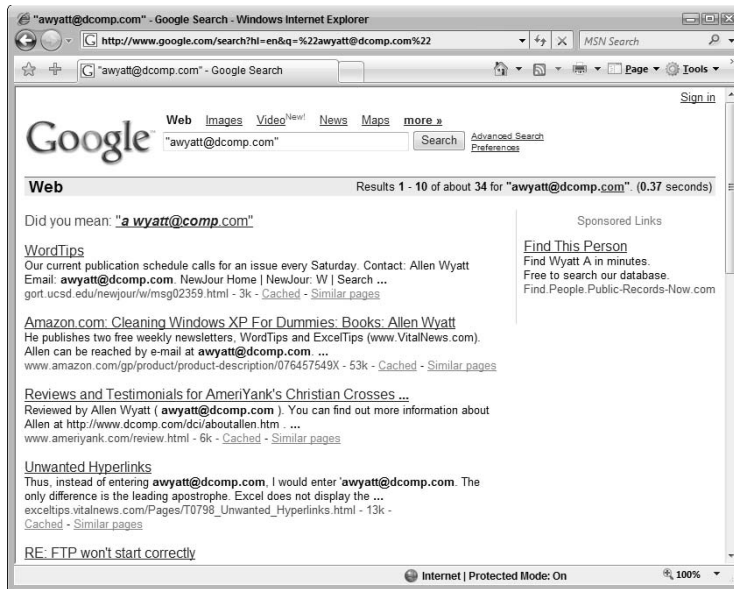 "awyatt@dcomp.com" - Google Search - Windows Internet Explorer
G http://www.google.com/search?hl=en&q=%22awyatt@dcomp.com%22
MSN Search
G "awyatt@dcomp.com" - Google Search
Page
Tools
Sign in
Google
Web Images Video New! News Maps more »
"awyatt@dcomp.com"
Search
Advanced Search
Preferences
Web
Results 1 - 10 of about 34 for "awyatt@dcomp.com". (0.37 seconds)
Did you mean: "a wyatt@comp.com"
Sponsored Links
Find This Person
Find Wyatt A in minutes.
Free to search our database.
Find.People.Public-Records-Now.com
WordTips
Our current publication schedule calls for an issue every Saturday. Contact: Allen Wyatt
Email: awyatt@dcomp.com. NewJour Home | NewJour: W | Search ...
gort.ucsd.edu/newjour/w/msg02359.html - 3k - Cached - Similar pages
Amazon.com: Cleaning Windows XP For Dummies: Books: Allen Wyatt
He publishes two free weekly newsletters, WordTips and ExcelTips (www.VitalNews.com).
Allen can be reached by e-mail at awyatt@dcomp.com. ...
www.amazon.com/gp/product/product-description/076457549X - 53k - Cached - Similar pages
Reviews and Testimonials for AmeriYank's Christian Crosses ...
Reviewed by Allen Wyatt ( awyatt@dcomp.com ). You can find out more information about
Allen at http://www.dcomp.com/dci/aboutallen.htm . ...
www.ameriyank.com/review.html - 6k - Cached - Similar pages
Unwanted Hyperlinks
Thus, instead of entering awyatt@dcomp.com, I would enter 'awyatt@dcomp.com. The
only difference is the leading apostrophe. Excel does not display the ...
exceltips.vitalnews.com/Pages/T0798_Unwanted_Hyperlinks.html - 13k -
Cached - Similar pages
RE: FTP won't start correctly
Internet | Protected Mode: On
100%